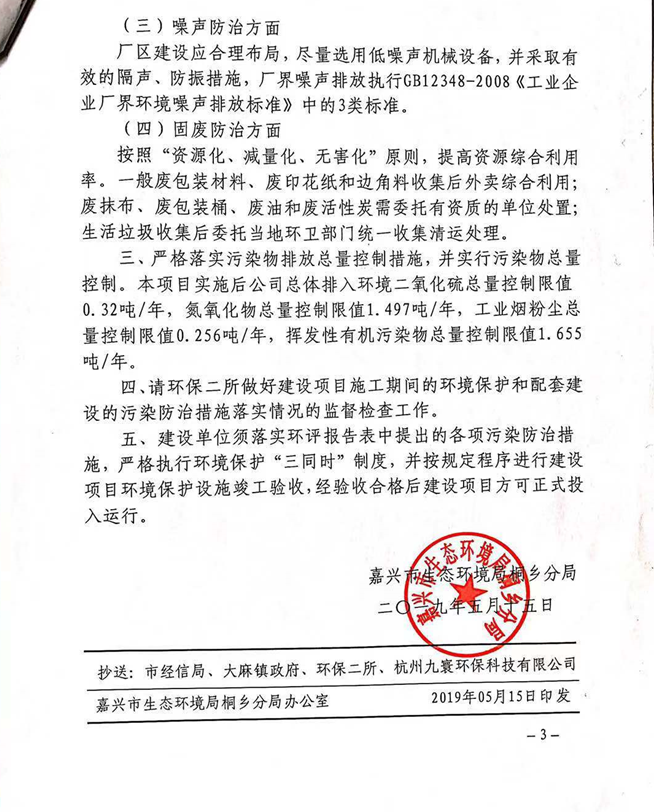 （三）噪声防治方面
厂区建设应合理布局，尽量选用低噪声机械设备，并采取有
效的隔声、防振措施，厂界噪声排放执行GB12348-2008《工业企
业厂界环境噪声排放标准》中的3类标准。
（四）固废防治方面
按照“资源化、减量化、无害化”原则，提高资源综合利用
率。一般废包装材料、废印花纸和边角料收集后外卖综合利用；
废抹布、废包装桶、废油和废活性炭需委托有资质的单位处置；
生活垃圾收集后委托当地环卫部门统一收集清运处理。
三、严格落实污染物排放总量控制措施，并实行污染物总量
控制。本项目实施后公司总体排入环境二氧化硫总量控制限值
0.32吨/年，氮氧化物总量控制限值1.497吨/年，工业烟粉尘总
量控制限值0.256吨/年，挥发性有机污染物总量控制限值1.655
吨/年。
四、请环保二所做好建设项目施工期间的环境保护和配套建
设的污染防治措施落实情况的监督检查工作。
五、建设单位须落实环评报告表中提出的各项污染防治措
施，严格执行环境保护“三同时”制度，并按规定程序进行建设
项目环境保护设施竣工验收，经验收合格后建设项目方可正式投
入运行。
嘉兴市生态环境局桐乡分局
嘉兴市生态环境局桐乡分局
二〇一九年五月十五日
抄送：市经信局、大麻镇政府、环保二所、杭州九寰环保科技有限公司
嘉兴市生态环境局桐乡分局办公室 2019年05月15日印发
-3-